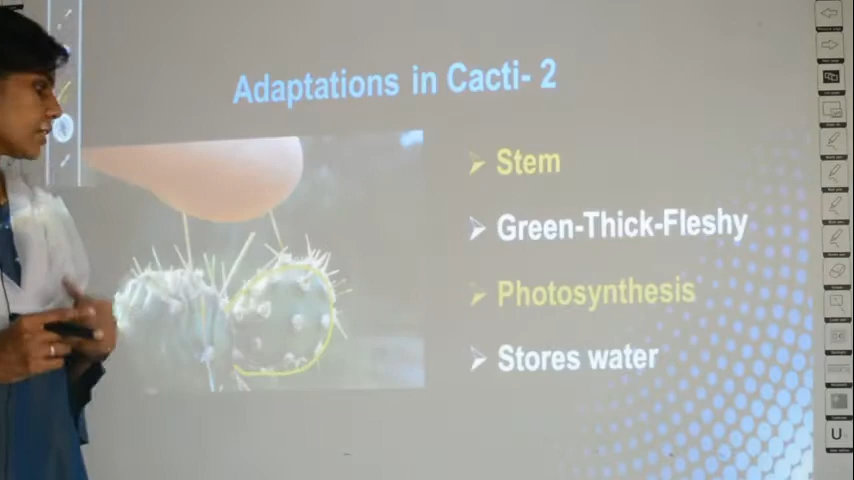 Adaptations in Cacti- 2
Stem
Green-Thick-Fleshy
Photosynthesis
Stores water